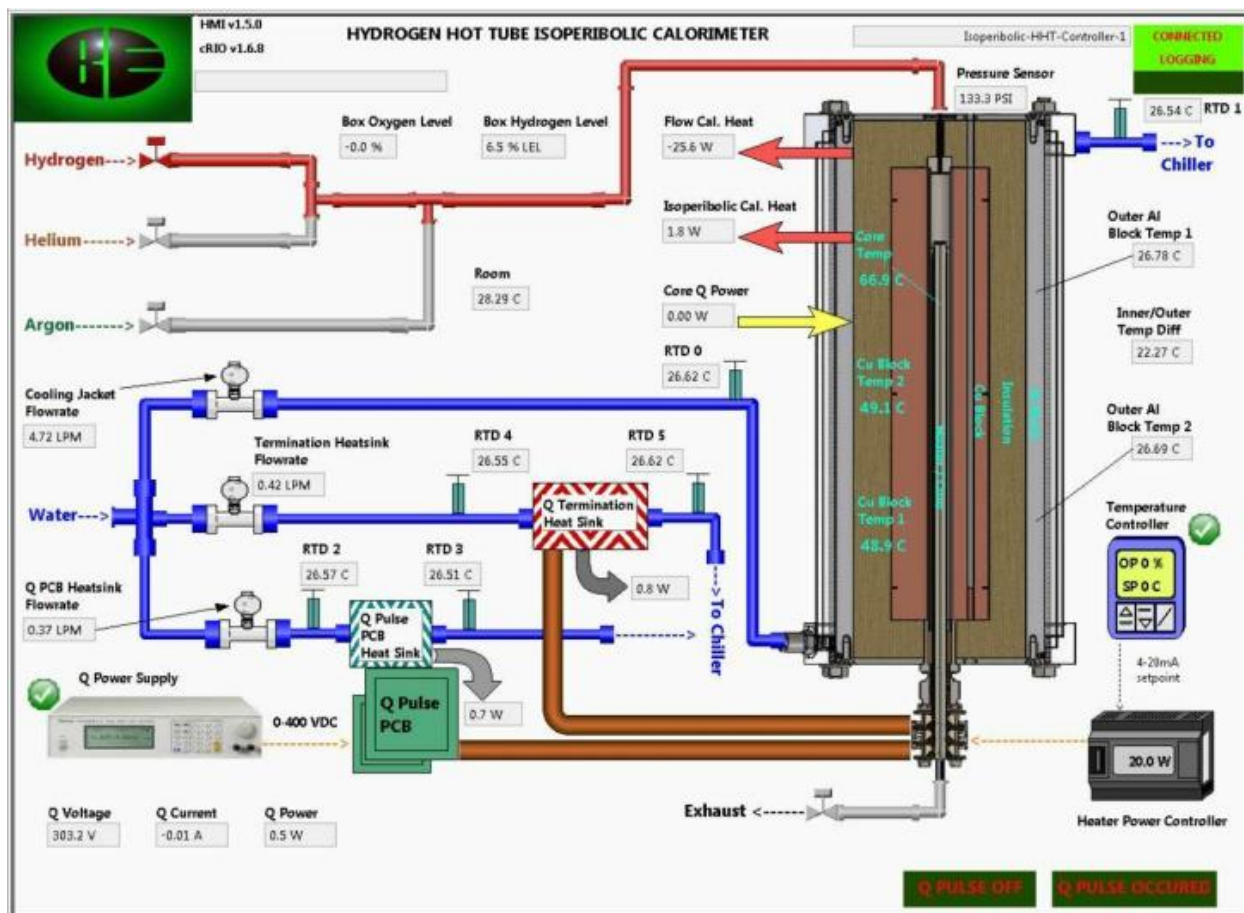 HMI v1.5.0
cRIO v1.6.8
HYDROGEN HOT TUBE ISOPERIBOLIC CALORIMETER
Isoperibolic-HHT-Controller-1
CONNECTED
LOGGING
Pressure Sensor
133.3 PSI
26.54 C RTD 1
Box Oxygen Level
-0.0 %
Box Hydrogen Level
6.5 % LEL
Flow Cal. Heat
-25.6 W
Hydrogen--->
--->To
Chiller
Isoperibolic Cal. Heat
1.8 W
Core
Temp
66.9 C
Outer Al
Block Temp 1
26.78 C
Helium----->
Room
28.29 C
Core Q Power
0.00 W
Argon------>
Inner/Outer
Temp Diff
22.27 C
RTD 0
26.62 C
Cu Block
Temp 2
49.1 C
Cu Block
Insulation
Cooling Jacket
Flowrate
4.72 LPM
Outer Al
Block Temp 2
26.69 C
Termination Heatsink
Flowrate
0.42 LPM
RTD 4
26.55 C
RTD 5
26.62 C
Water--->
Q Termination
Heat Sink
Cu Block
Temp 1
48.9 C
Temperature
Controller
OP 0 %
SP 0 C
RTD 2
26.57 C
RTD 3
26.51 C
0.8 W
Q PCB Heatsink
Flowrate
0.37 LPM
Q Pulse
PCB
Heat Sink
To Chiller
4-20mA
setpoint
Q Power Supply
0-400 VDC
Q Pulse
PCB
0.7 W
20.0 W
Heater Power Controller
Exhaust <----
Q Voltage
303.2 V
Q Current
-0.01 A
Q Power
0.5 W
Q PULSE OFF
Q PULSE OCCURED